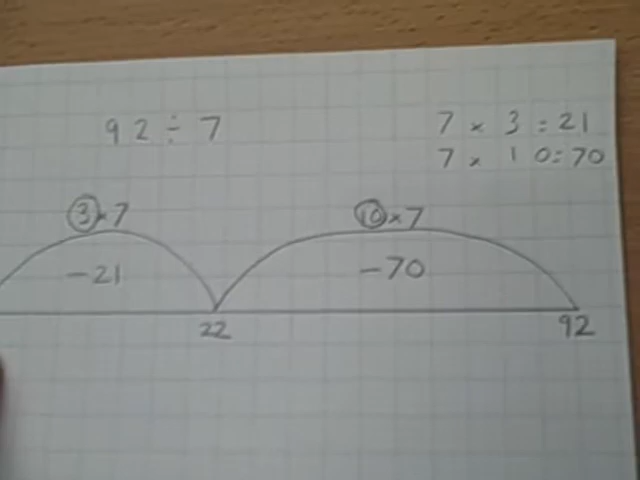 92 ÷ 7
7 × 3 = 21
7 × 10 = 70
3×7
10×7
-21
-70
22
92